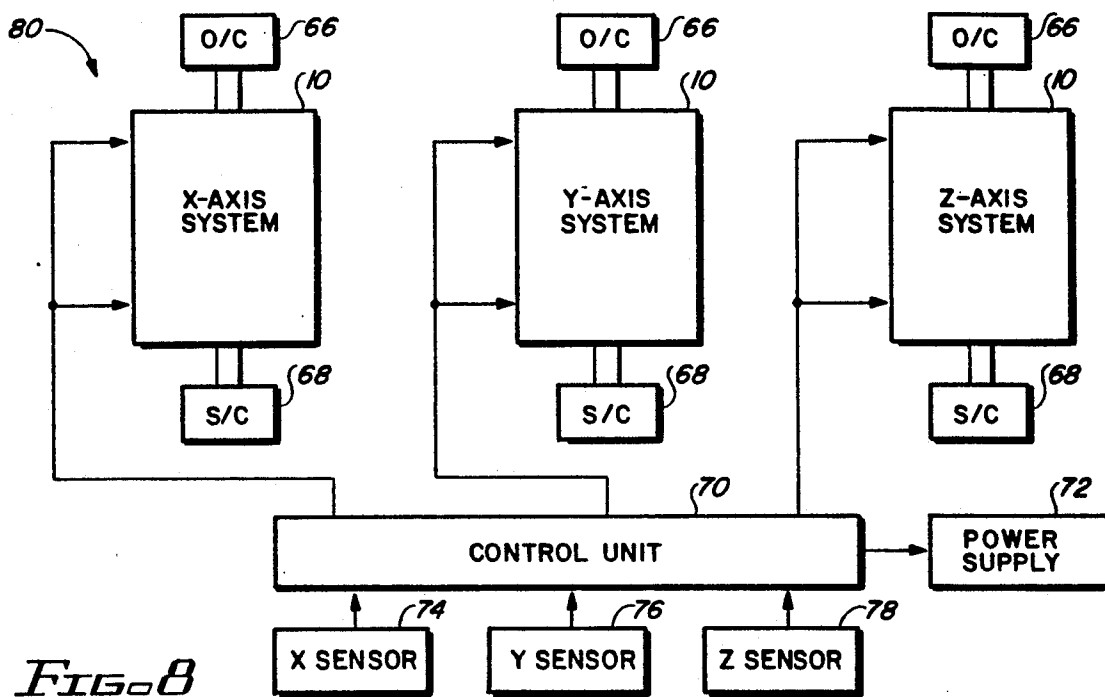 80
O/C 66
O/C 66
O/C 66
10
10
10
X-AXIS
SYSTEM
Y-AXIS
SYSTEM
Z-AXIS
SYSTEM
S/C 68
S/C 68
S/C 68
70
72
CONTROL UNIT
POWER
SUPPLY
74
76
78
X SENSOR
Y SENSOR
Z SENSOR
FIG. 8